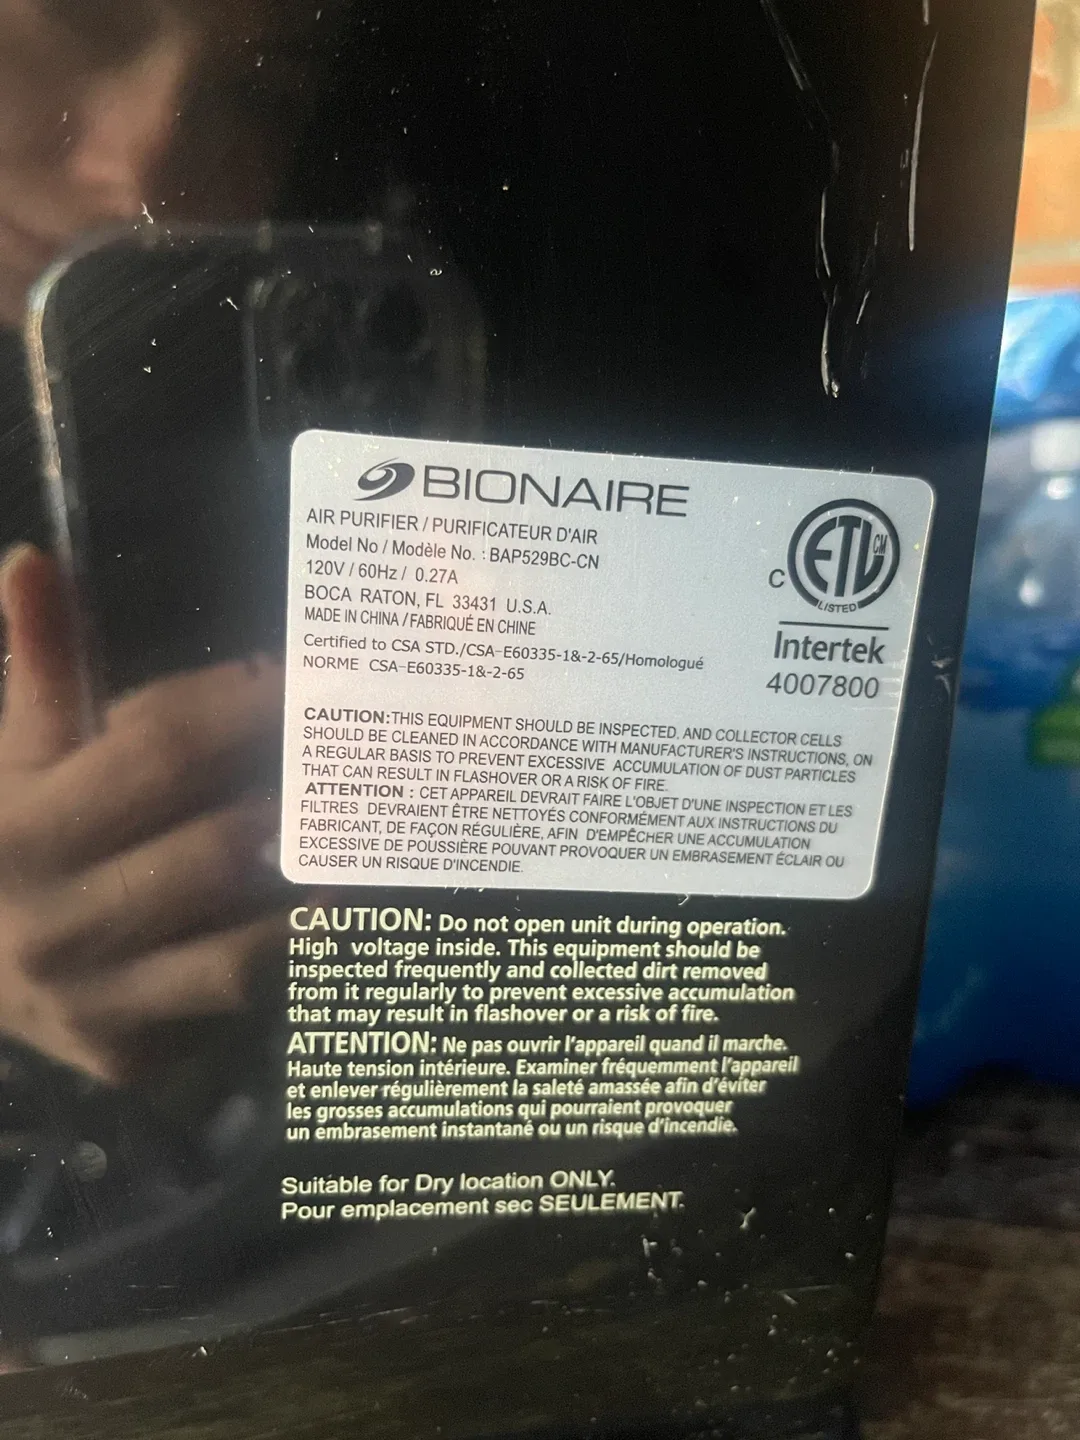 BIONAIRE
AIR PURIFIER / PURIFICATEUR D'AIR
Model No / Modèle No. : BAP529BC-CN
120V / 60Hz / 0.27A
BOCA RATON, FL 33431 U.S.A.
MADE IN CHINA / FABRIQUÉ EN CHINE
Certified to CSA STD./CSA-E60335-1&-2-65/Homologué
NORME CSA-E60335-1&-2-65
C ETL CM
LISTED
Intertek
4007800
CAUTION:THIS EQUIPMENT SHOULD BE INSPECTED, AND COLLECTOR CELLS
SHOULD BE CLEANED IN ACCORDANCE WITH MANUFACTURER'S INSTRUCTIONS, ON
A REGULAR BASIS TO PREVENT EXCESSIVE ACCUMULATION OF DUST PARTICLES
THAT CAN RESULT IN FLASHOVER OR A RISK OF FIRE.
ATTENTION : CET APPAREIL DEVRAIT FAIRE L'OBJET D'UNE INSPECTION ET LES
FILTRES DEVRAIENT ÊTRE NETTOYÉS CONFORMÉMENT AUX INSTRUCTIONS DU
FABRICANT, DE FAÇON RÉGULIÈRE, AFIN D'EMPÊCHER UNE ACCUMULATION
EXCESSIVE DE POUSSIÈRE POUVANT PROVOQUER UN EMBRASEMENT ÉCLAIR OU
CAUSER UN RISQUE D'INCENDIE.
CAUTION: Do not open unit during operation.
High voltage inside. This equipment should be
inspected frequently and collected dirt removed
from it regularly to prevent excessive accumulation
that may result in flashover or a risk of fire.
ATTENTION: Ne pas ouvrir l'appareil quand il marche.
Haute tension intérieure. Examiner fréquemment l'appareil
et enlever régulièrement la saleté amassée afin d'éviter
les grosses accumulations qui pourraient provoquer
un embrasement instantané ou un risque d'incendie.
Suitable for Dry location ONLY.
Pour emplacement sec SEULEMENT.